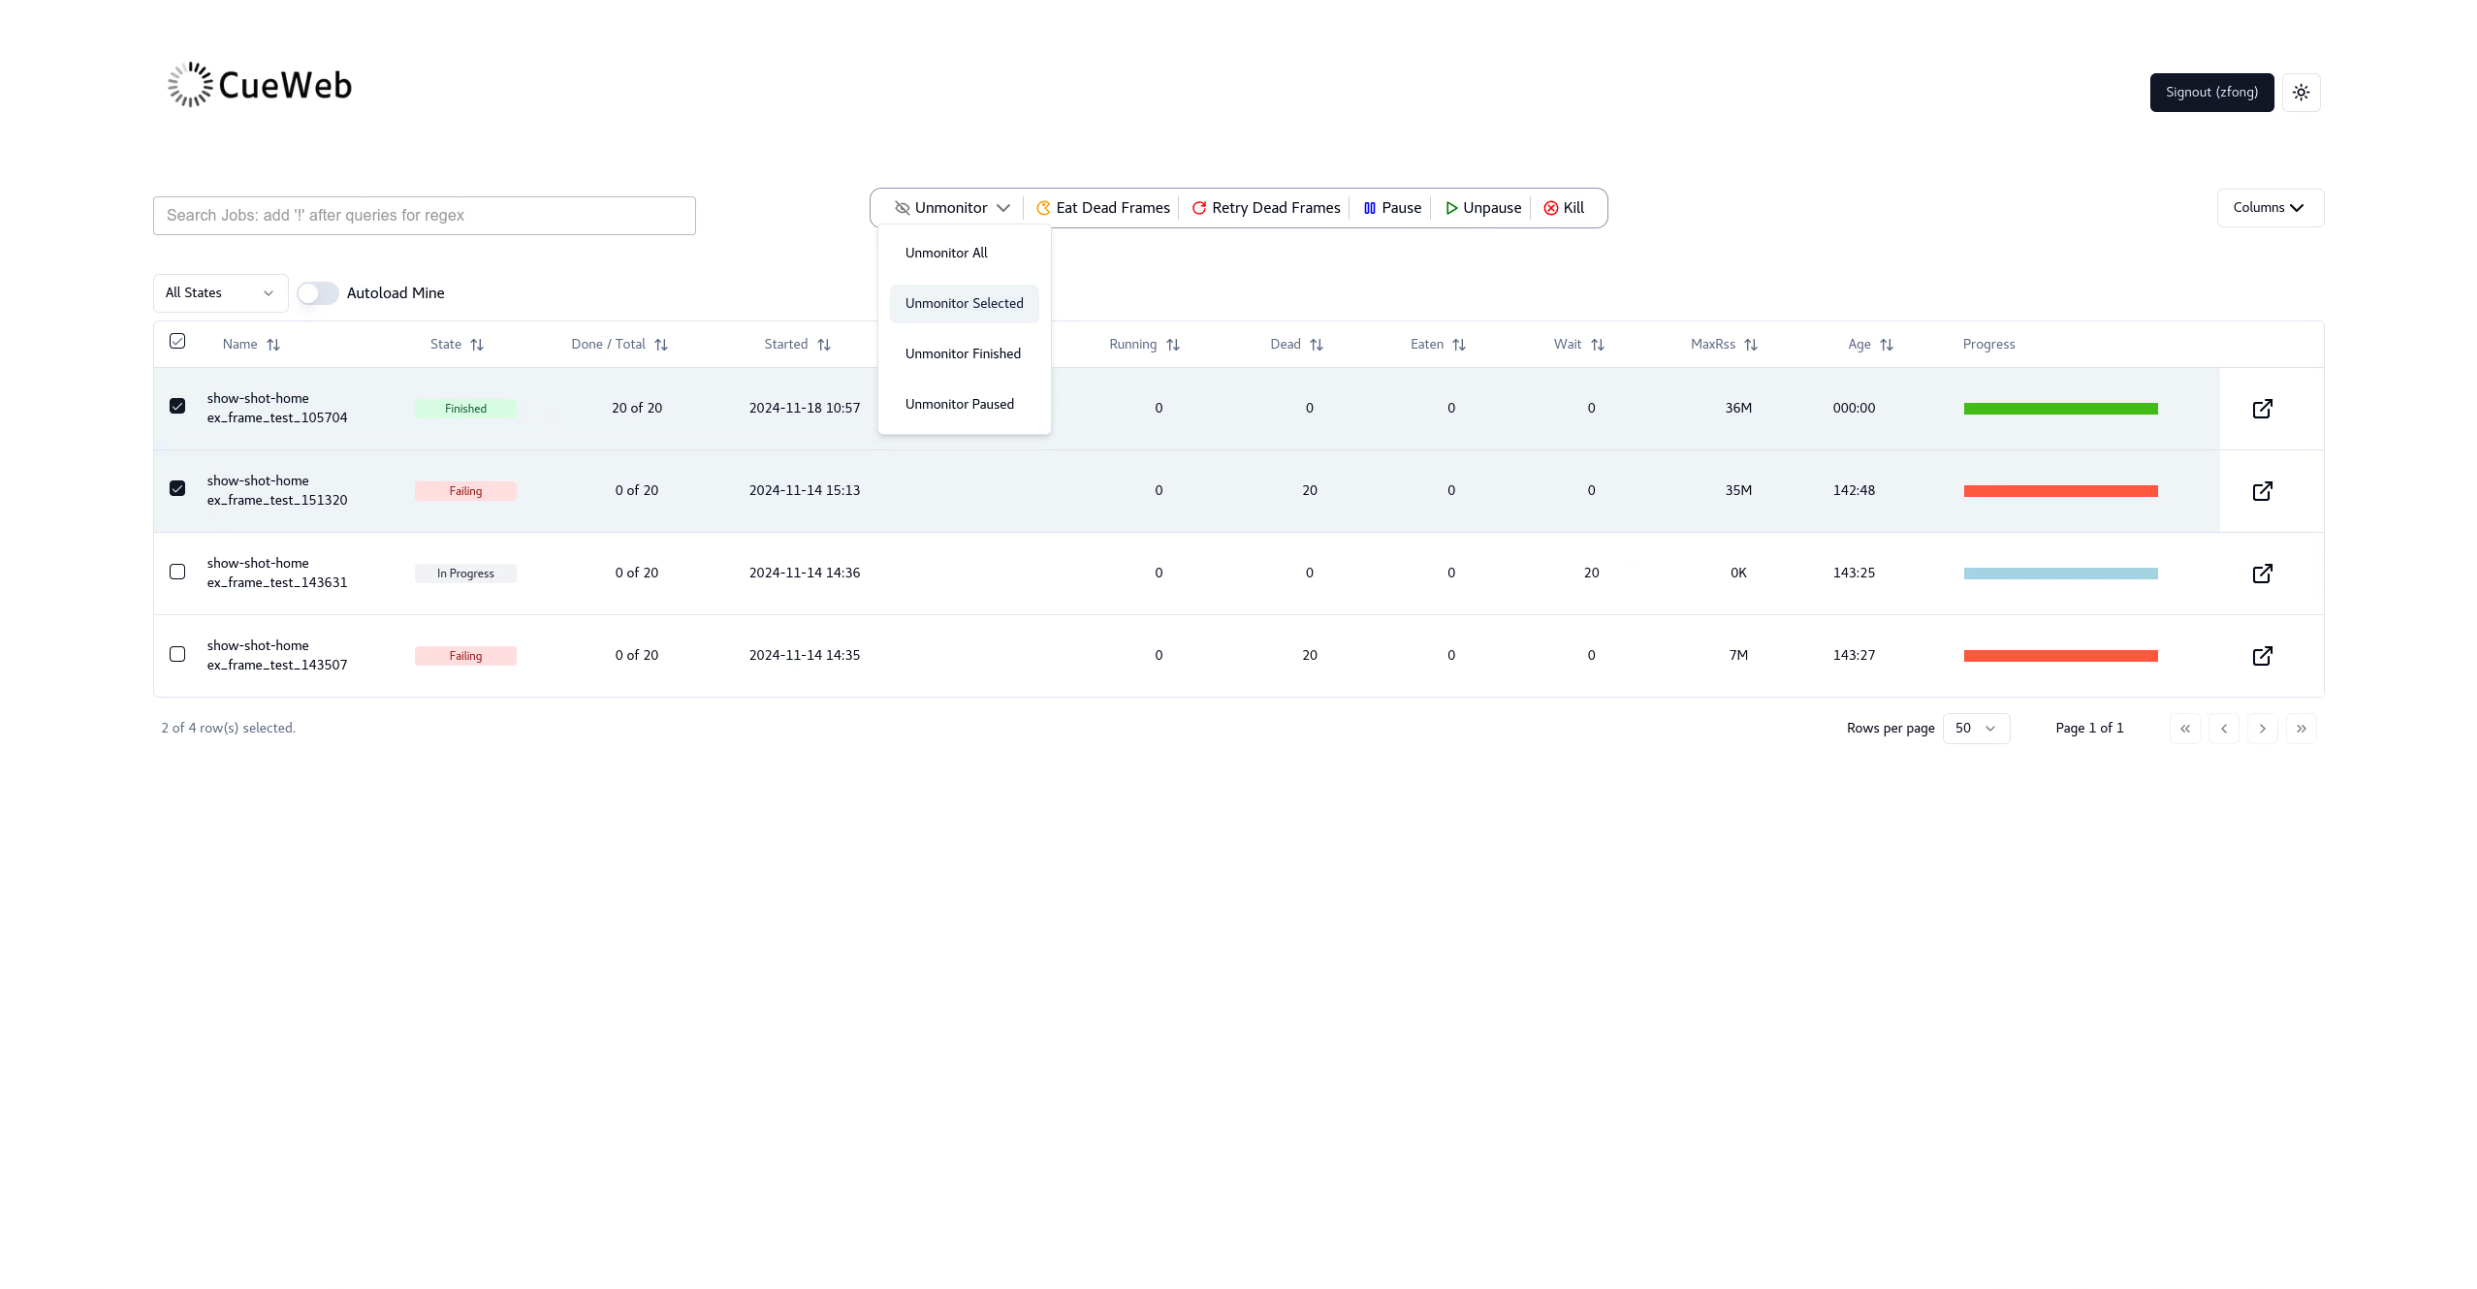 CueWeb
Signout (zfong)
Search Jobs: add '!' after queries for regex
Unmonitor Eat Dead Frames Retry Dead Frames Pause Unpause Kill
Columns
Unmonitor All
Unmonitor Selected
Unmonitor Finished
Unmonitor Paused
All States Autoload Mine
Name State Done / Total Started Running Dead Eaten Wait MaxRss Age Progress
show-shot-home
ex_frame_test_105704 Finished 20 of 20 2024-11-18 10:57 0 0 0 0 36M 000:00
show-shot-home
ex_frame_test_151320 Failing 0 of 20 2024-11-14 15:13 0 20 0 0 35M 142:48
show-shot-home
ex_frame_test_143631 In Progress 0 of 20 2024-11-14 14:36 0 0 0 20 0K 143:25
show-shot-home
ex_frame_test_143507 Failing 0 of 20 2024-11-14 14:35 0 20 0 0 7M 143:27
2 of 4 row(s) selected. Rows per page 50 Page 1 of 1